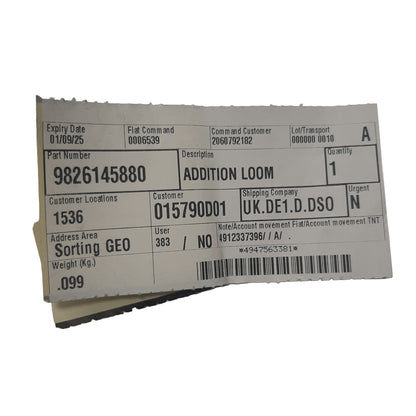 Expiry Date Fiat Command Command Customer Lot/Transport
01/09/25 0006539 2060792182 000000 0010 A
Part Number Description Quantity
9826145880 ADDITION LOOM 1
Customer Locations Customer Shipping Company Urgent
1536 015790D01 UK.DE1.D.DSO N
Address Area User Note/Account movement Fiat/Account movement TNT
Sorting GEO 383 / NO 4912337396/ / A/ .
Weight (Kg.) *4947563381*
.099